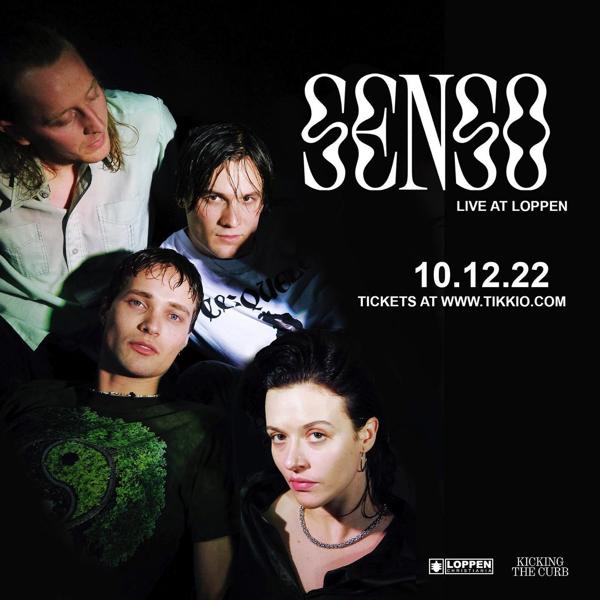 SENSO
LIVE AT LOPPEN
10.12.22
TICKETS AT WWW.TIKKIO.COM
LOPPEN
CHRISTIANIA
KICKING
THE CURB